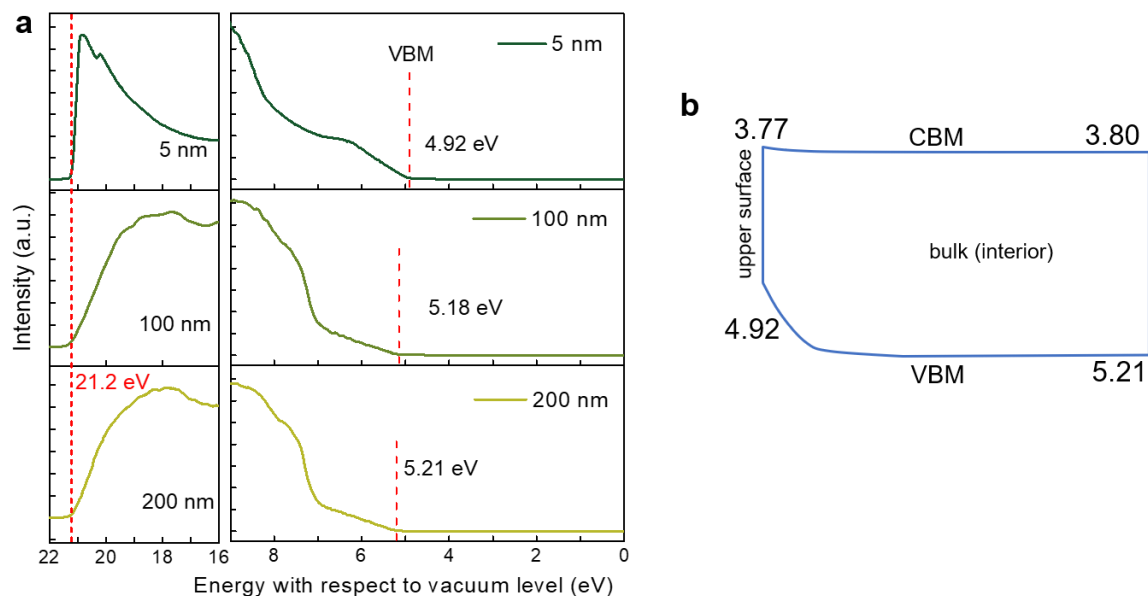 a
Intensity (a.u.)
5 nm
VBM
5 nm
4.92 eV
100 nm
100 nm
5.18 eV
21.2 eV
200 nm
200 nm
5.21 eV
22 20 18 16 8 6 4 2 0
Energy with respect to vacuum level (eV)
b
3.77 CBM 3.80
upper surface
bulk (interior)
4.92
VBM 5.21